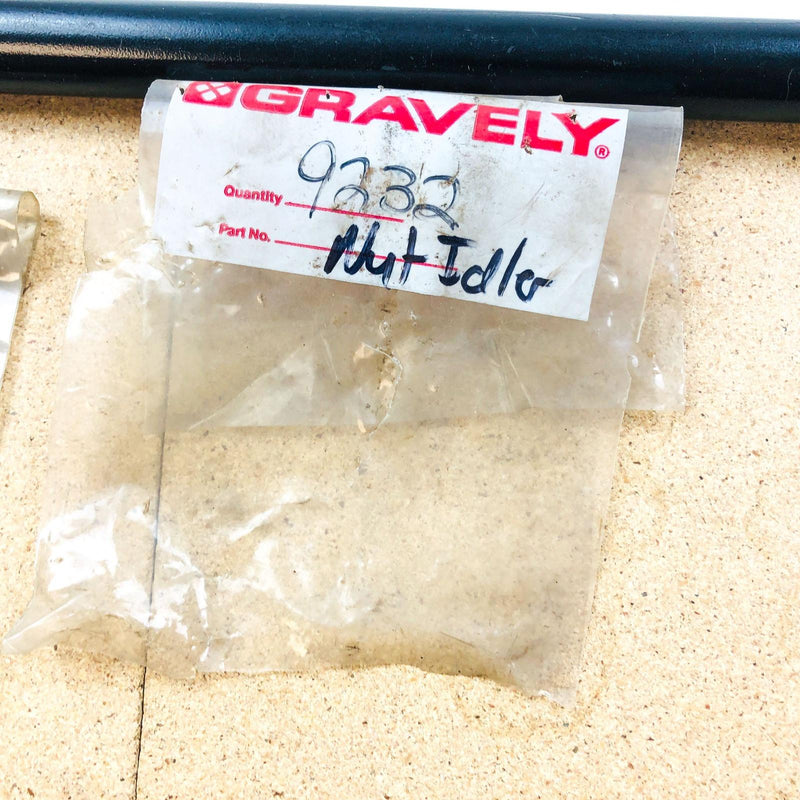 GRAVELY®
Quantity 9232
Part No. Nut Idler